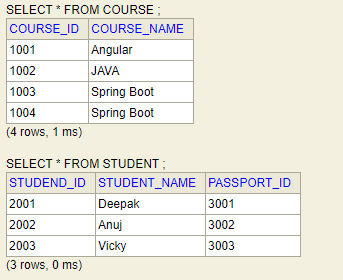 SELECT * FROM COURSE ;
COURSE_ID COURSE_NAME
1001 Angular
1002 JAVA
1003 Spring Boot
1004 Spring Boot
(4 rows, 1 ms)
SELECT * FROM STUDENT ;
STUDEND_ID STUDENT_NAME PASSPORT_ID
2001 Deepak 3001
2002 Anuj 3002
2003 Vicky 3003
(3 rows, 0 ms)